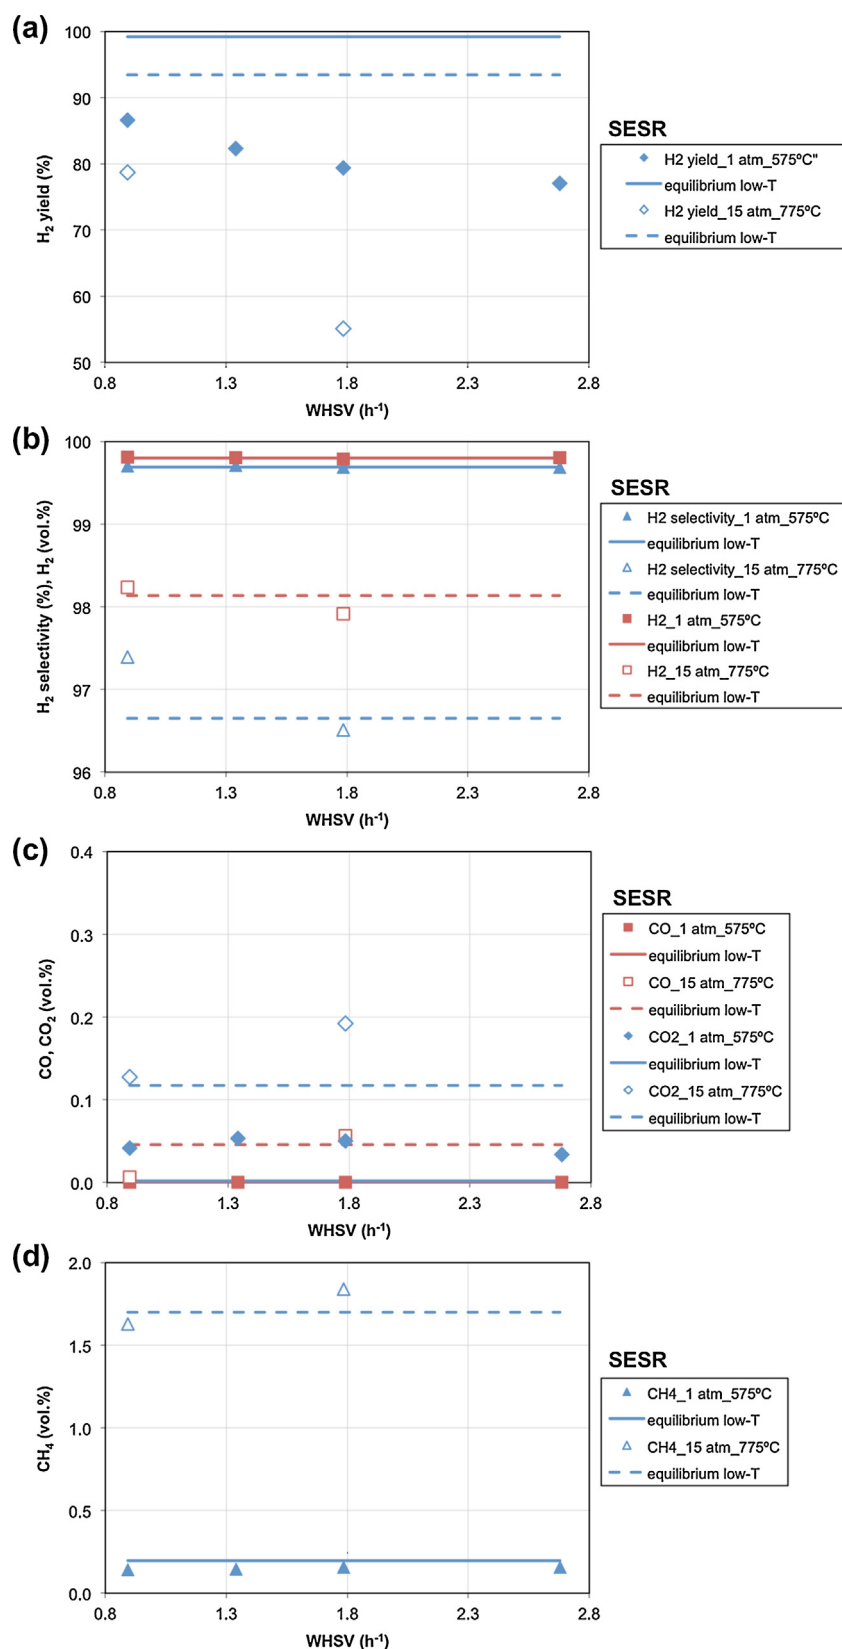 (a)
100
90
80
70
60
50
H2 yield (%)
0.8 1.3 1.8 2.3 2.8
WHSV (h-1)
SESR
H2 yield_1 atm_575ºC"
equilibrium low-T
H2 yield_15 atm_775ºC
equilibrium low-T
(b)
100
99
98
97
96
H2 selectivity (%), H2 (vol.%)
0.8 1.3 1.8 2.3 2.8
WHSV (h-1)
SESR
H2 selectivity_1 atm_575ºC
equilibrium low-T
H2 selectivity_15 atm_775ºC
equilibrium low-T
H2_1 atm_575ºC
equilibrium low-T
H2_15 atm_775ºC
equilibrium low-T
(c)
0.4
0.3
0.2
0.1
0.0
CO, CO2 (vol.%)
0.8 1.3 1.8 2.3 2.8
WHSV (h-1)
SESR
CO_1 atm_575ºC
equilibrium low-T
CO_15 atm_775ºC
equilibrium low-T
CO2_1 atm_575ºC
equilibrium low-T
CO2_15 atm_775ºC
equilibrium low-T
(d)
2.0
1.5
1.0
0.5
0.0
CH4 (vol.%)
0.8 1.3 1.8 2.3 2.8
WHSV (h-1)
SESR
CH4_1 atm_575ºC
equilibrium low-T
CH4_15 atm_775ºC
equilibrium low-T